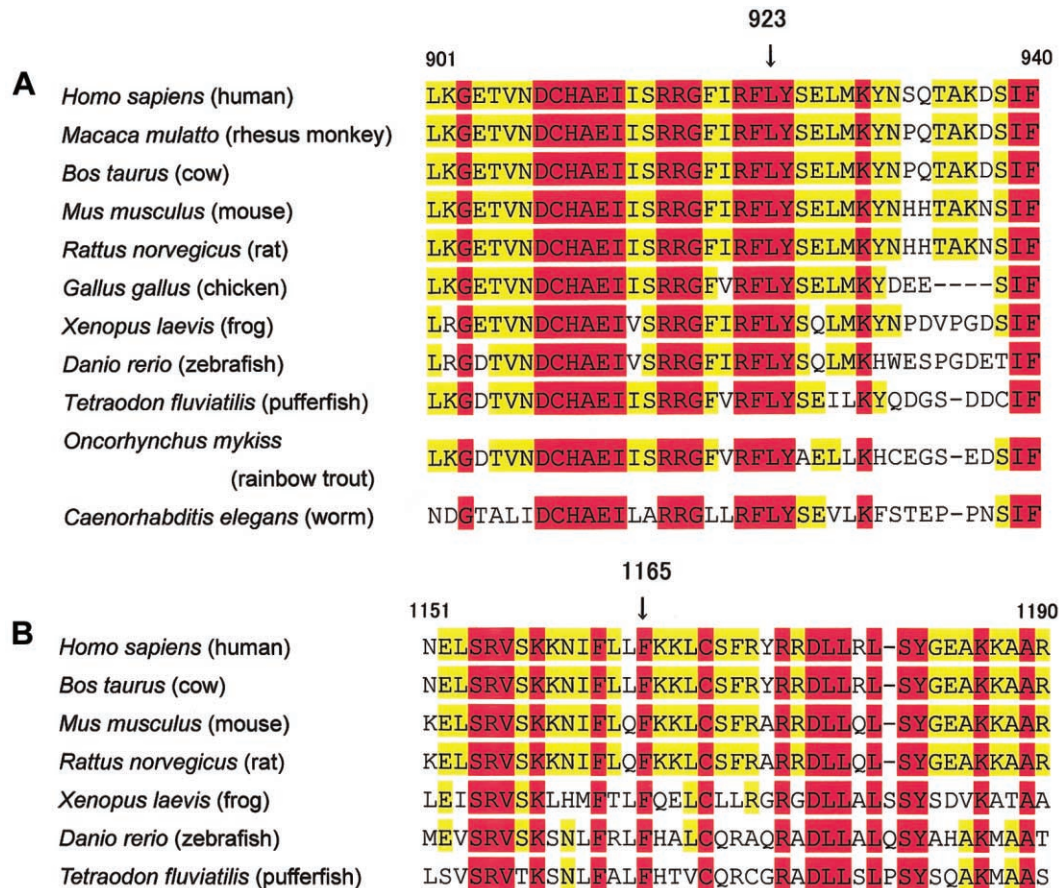 923
↓
901 940
A Homo sapiens (human) LKGETVNDCHAEIISRRGFIRFLYSELMKYNSQTAKDSIF
Macaca mulatto (rhesus monkey) LKGETVNDCHAEIISRRGFIRFLYSELMKYNPQTAKDSIF
Bos taurus (cow) LKGETVNDCHAEIISRRGFIRFLYSELMKYNPQTAKDSIF
Mus musculus (mouse) LKGETVNDCHAEIISRRGFIRFLYSELMKYNHHTAKNSIF
Rattus norvegicus (rat) LKGETVNDCHAEIISRRGFIRFLYSELMKYNHHTAKNSIF
Gallus gallus (chicken) LKGETVNDCHAEIISRRGFVRFLYSELMKYDEE----SIF
Xenopus laevis (frog) LRGETVNDCHAEIVSRRGFIRFLYSQLMKYNPDVPGDSIF
Danio rerio (zebrafish) LRGDTVNDCHAEIVSRRGFIRFLYSQLMKHWESPGDETIF
Tetraodon fluviatilis (pufferfish) LKGDTVNDCHAEIISRRGFVRFLYSEILKYQDGS-DDCIF
Oncorhynchus mykiss
(rainbow trout) LKGDTVNDCHAEIISRRGFVRFLYAELLKHCEGS-EDSIF
Caenorhabditis elegans (worm) NDGTALIDCHAEILARRGLLRFLYSEVLKFSTEP-PNSIF
1165
↓
1151 1190
B Homo sapiens (human) NELSRVSKKNIFLLFKKLCSFRYRRDLLRL-SYGEAKKAAR
Bos taurus (cow) NELSRVSKKNIFLLFKKLCSFRYRRDLLRL-SYGEAKKAAR
Mus musculus (mouse) KELSRVSKKNIFLQFKKLCSFRARRDLLQL-SYGEAKKAAR
Rattus norvegicus (rat) KELSRVSKKNIFLQFKKLCSFRARRDLLQL-SYGEAKKAAR
Xenopus laevis (frog) LEISRVSKLHMFTLFQELCLLRGRGDLLALSSYSDVKATAA
Danio rerio (zebrafish) MEVSRVSKSNLFRLFHALCQRAQRADLLALQSYAHAKMAAT
Tetraodon fluviatilis (pufferfish) LSVSRVTKSNLFALFHTVCQRCGRADLLSLPSYSQAKMAAS